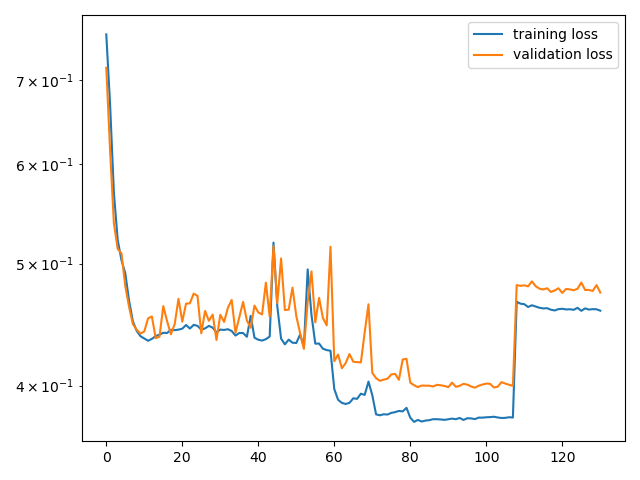 training loss
validation loss
7 × 10⁻¹
6 × 10⁻¹
5 × 10⁻¹
4 × 10⁻¹
0 20 40 60 80 100 120